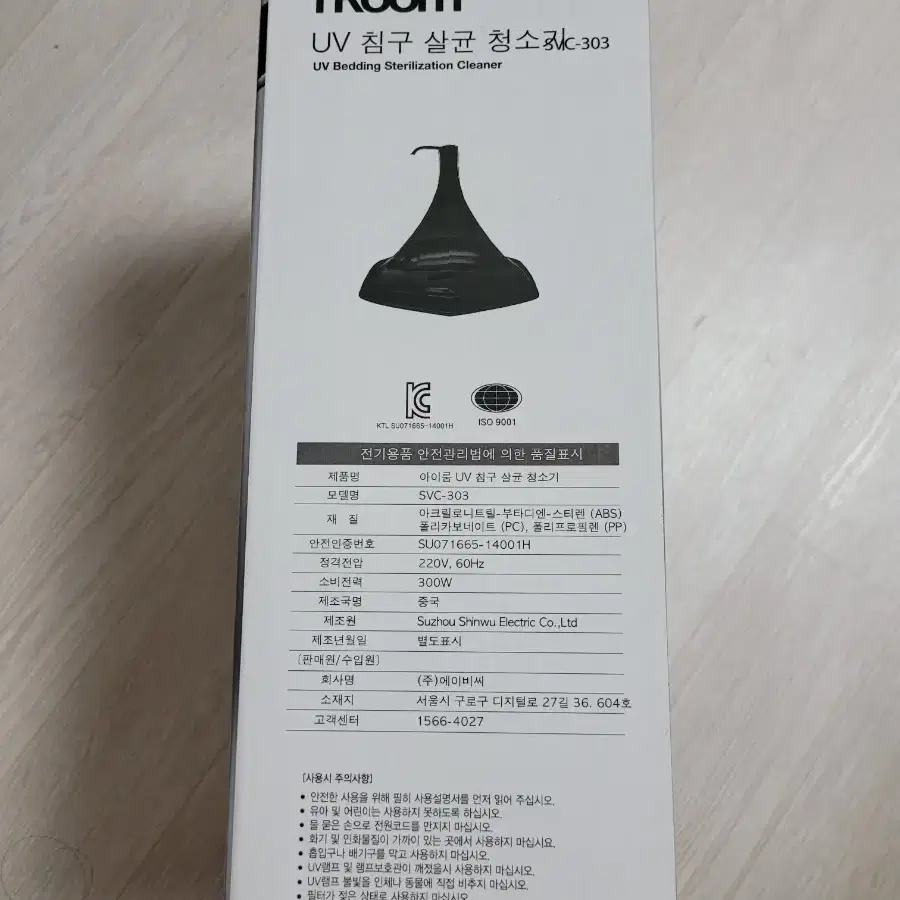 UV 침구 살균 청소기 SVC-303
UV Bedding Sterilization Cleaner
KTL SU071665-14001H
ISO 9001
전기용품 안전관리법에 의한 품질표시
제품명 아이룸 UV 침구 살균 청소기
모델명 SVC-303
재 질 아크릴로니트릴-부타디엔-스티렌 (ABS)
폴리카보네이트 (PC), 폴리프로필렌 (PP)
안전인증번호 SU071665-14001H
정격전압 220V, 60Hz
소비전력 300W
제조국명 중국
제조원 Suzhou Shinwu Electric Co.,Ltd
제조년월일 별도표시
[판매원/수입원]
회사명 (주)에이비씨
소재지 서울시 구로구 디지털로 27길 36. 604호
고객센터 1566-4027
[사용시 주의사항]
• 안전한 사용을 위해 필히 사용설명서를 먼저 읽어 주십시오.
• 유아 및 어린이는 사용하지 못하도록 하십시오.
• 물 묻은 손으로 전원코드를 만지지 마십시오.
• 화기 및 인화물질이 가까이 있는 곳에서 사용하지 마십시요.
• 흡입구나 배기구를 막고 사용하지 마십시오.
• UV램프 및 램프보호관이 깨졌을시 사용하지 마십시오.
• UV램프 불빛을 인체나 동물에 직접 비추지 마십시오.
• 필터가 젖은 상태로 사용하지 마십시오